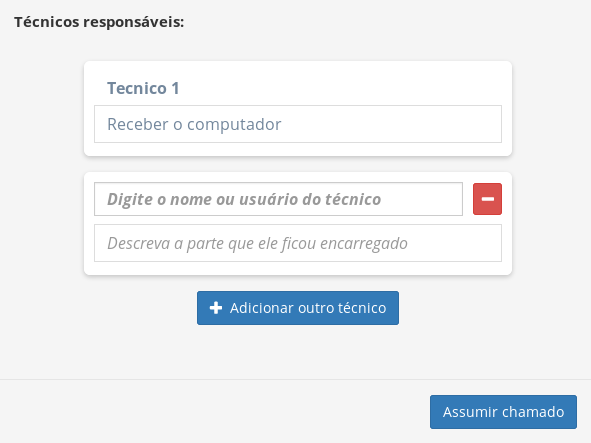 Técnicos responsáveis:
Tecnico 1
Receber o computador
Digite o nome ou usuário do técnico
Descreva a parte que ele ficou encarregado
Adicionar outro técnico
Assumir chamado